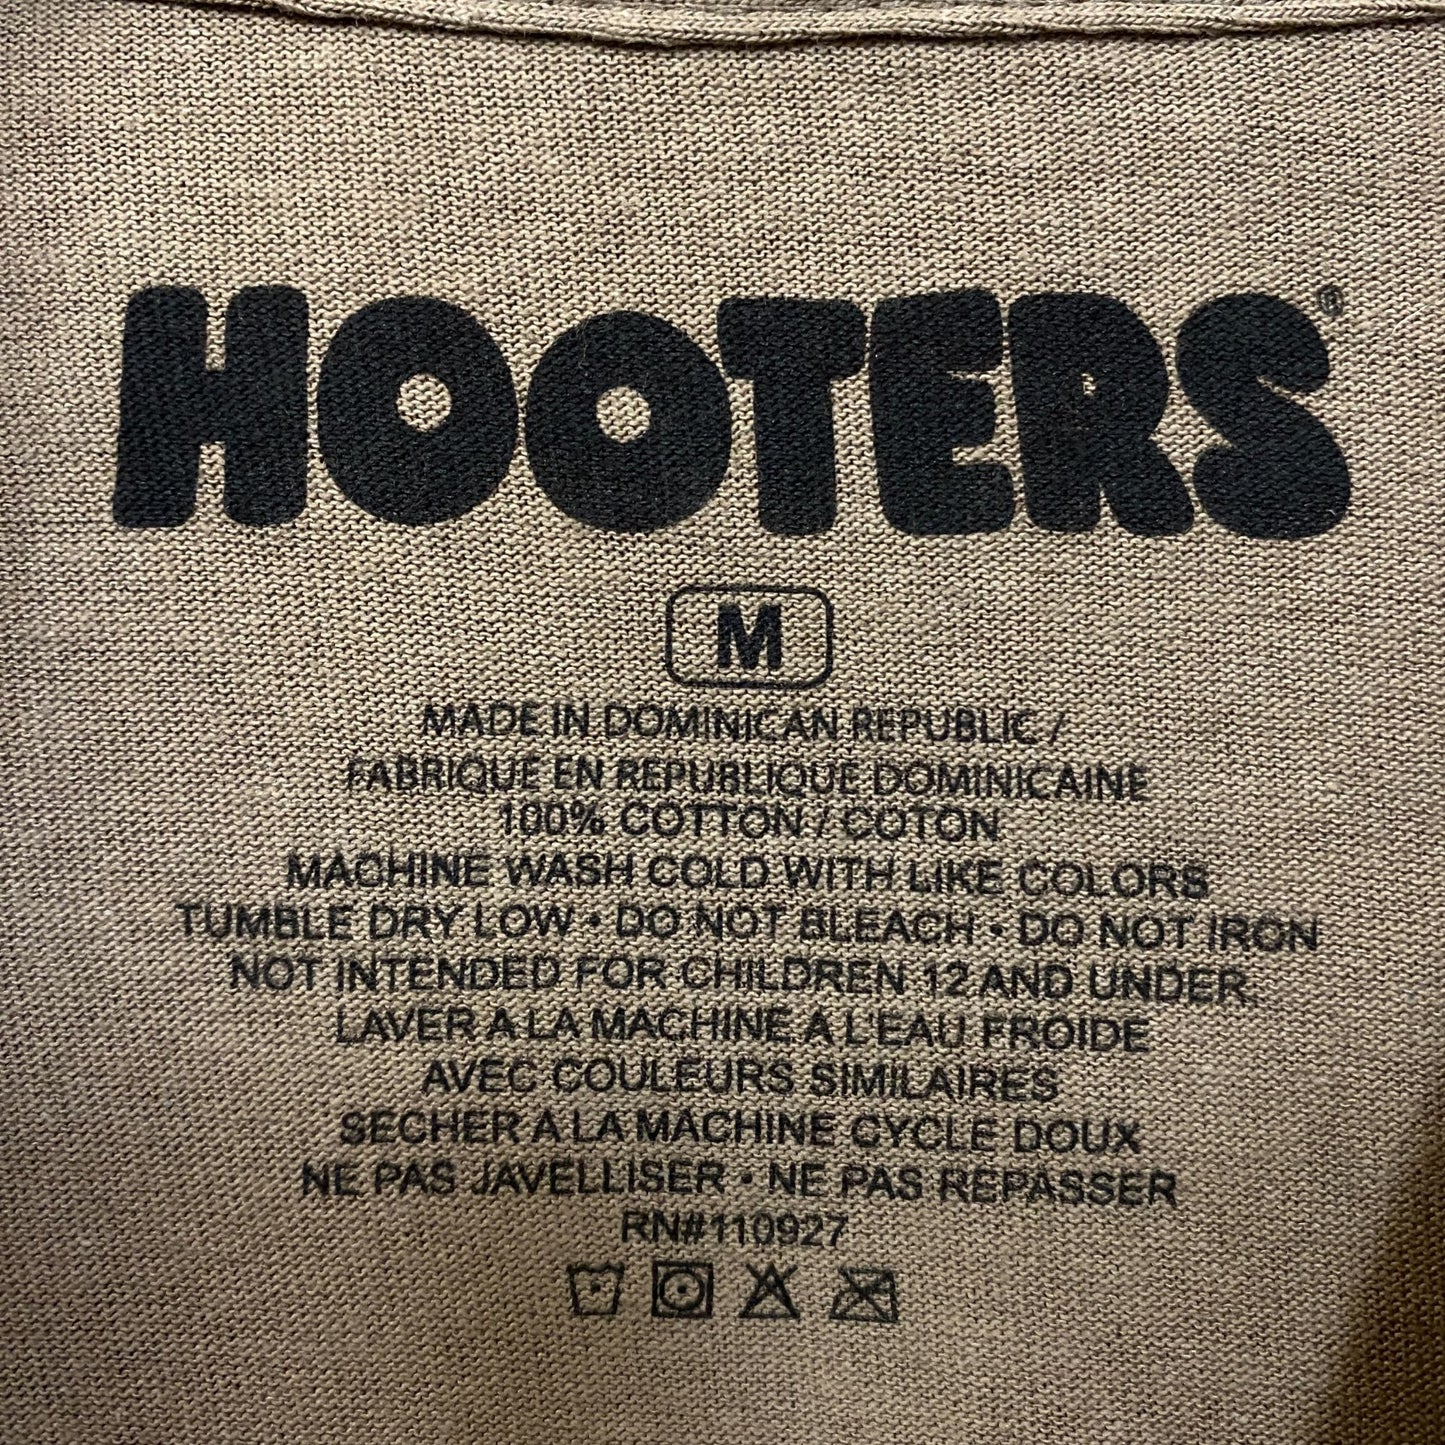 HOOTERS®
M
MADE IN DOMINICAN REPUBLIC /
FABRIQUE EN REPUBLIQUE DOMINICAINE
100% COTTON / COTON
MACHINE WASH COLD WITH LIKE COLORS
TUMBLE DRY LOW • DO NOT BLEACH • DO NOT IRON
NOT INTENDED FOR CHILDREN 12 AND UNDER.
LAVER A LA MACHINE A L'EAU FROIDE
AVEC COULEURS SIMILAIRES
SECHER A LA MACHINE CYCLE DOUX
NE PAS JAVELLISER • NE PAS REPASSER
RN#110927